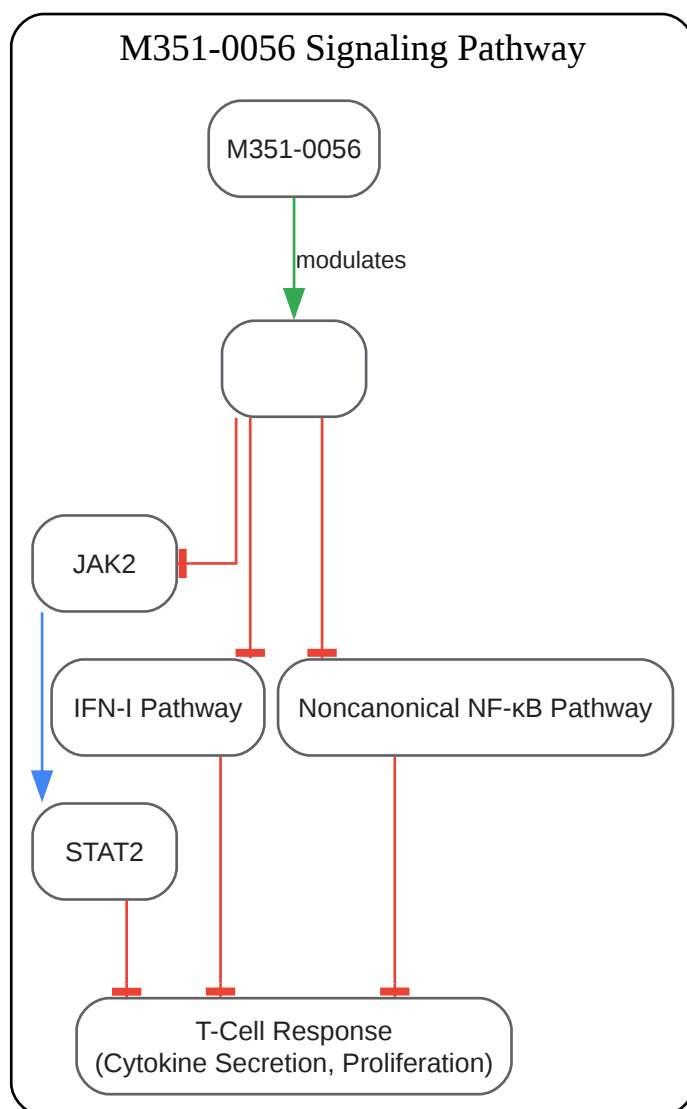 M351-0056 Signaling Pathway
M351-0056
modulates
JAK2
IFN-I Pathway
Noncanonical NF-κB Pathway
STAT2
T-Cell Response
(Cytokine Secretion, Proliferation)